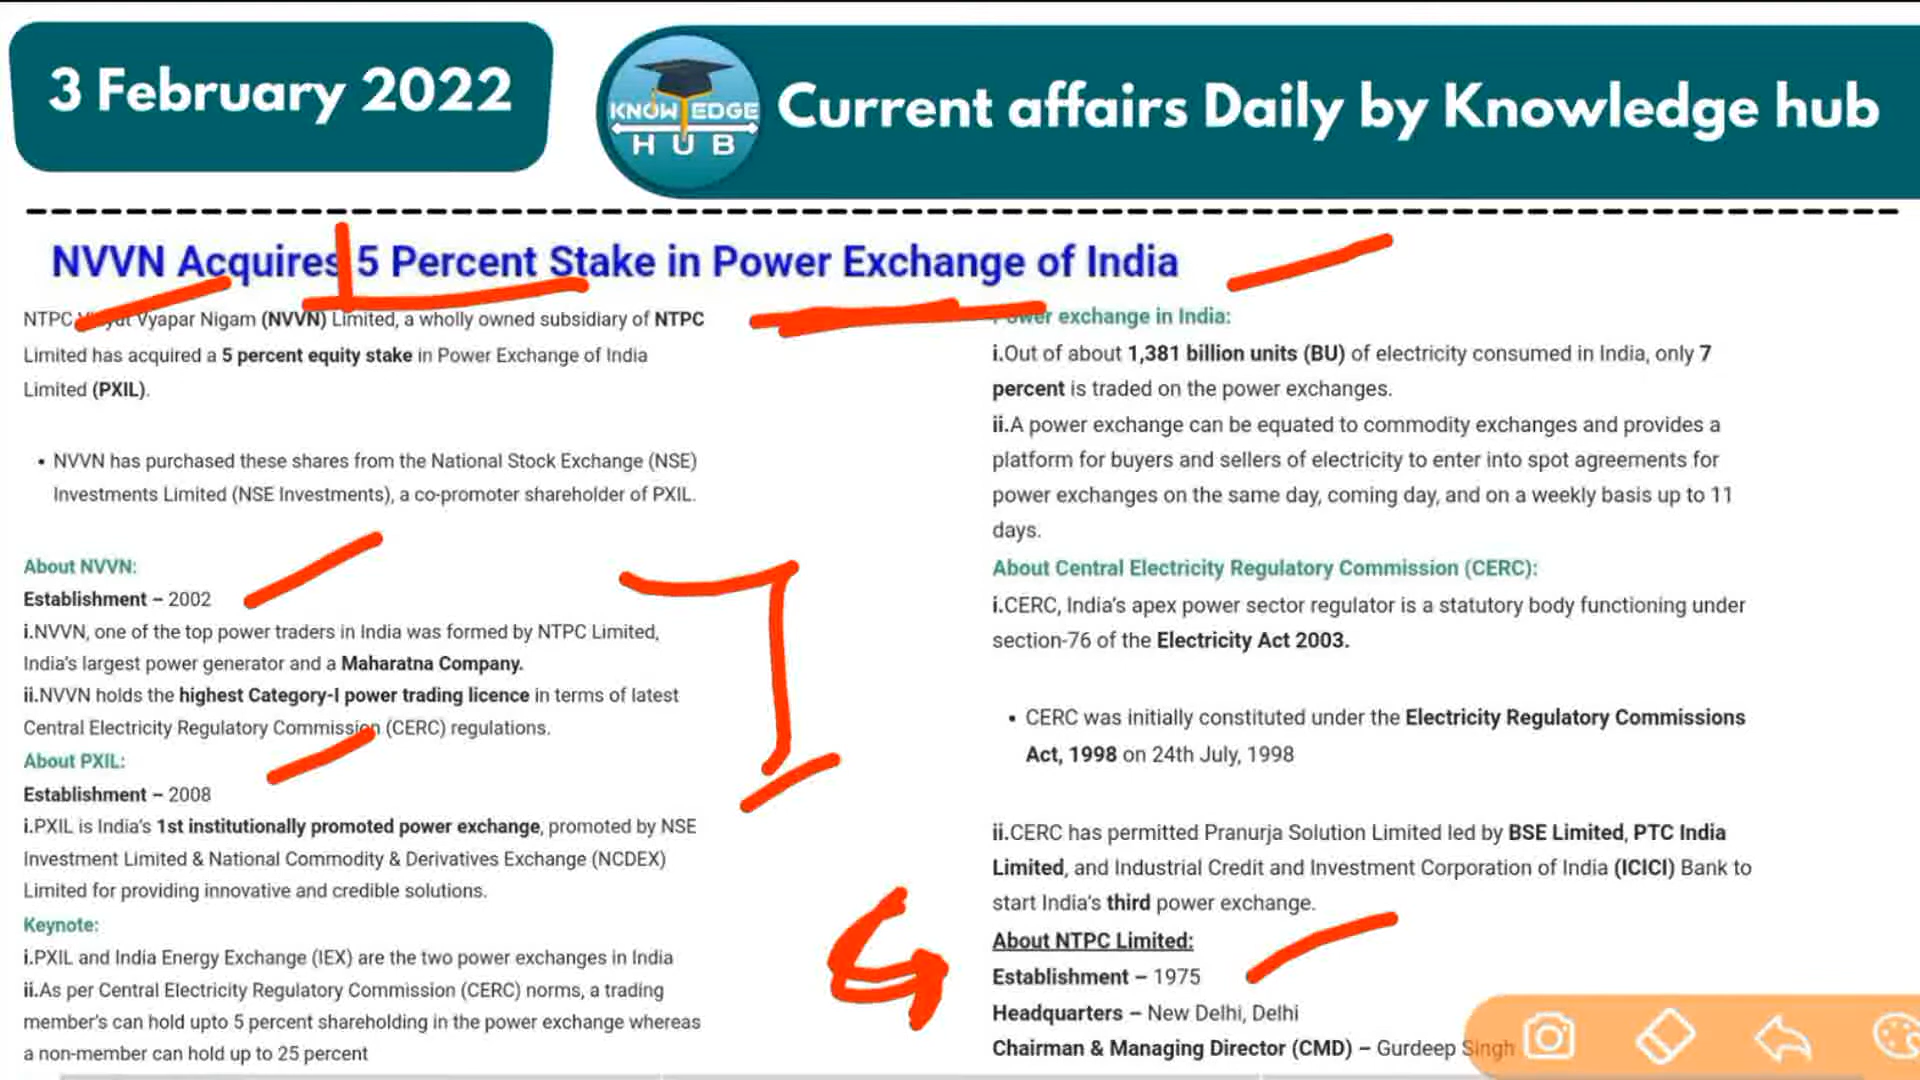 3 February 2022
KNOWLEDGE
HUB
Current affairs Daily by Knowledge hub
NVVN Acquires 5 Percent Stake in Power Exchange of India
NTPC Vyapar Nigam (NVVN) Limited, a wholly owned subsidiary of NTPC
Limited has acquired a 5 percent equity stake in Power Exchange of India
Limited (PXIL).
• NVVN has purchased these shares from the National Stock Exchange (NSE)
Investments Limited (NSE Investments), a co-promoter shareholder of PXIL.
About NVVN:
Establishment – 2002
i.NVVN, one of the top power traders in India was formed by NTPC Limited,
India's largest power generator and a Maharatna Company.
ii.NVVN holds the highest Category-I power trading licence in terms of latest
Central Electricity Regulatory Commission (CERC) regulations.
About PXIL:
Establishment – 2008
i.PXIL is India's 1st institutionally promoted power exchange, promoted by NSE
Investment Limited & National Commodity & Derivatives Exchange (NCDEX)
Limited for providing innovative and credible solutions.
Keynote:
i.PXIL and India Energy Exchange (IEX) are the two power exchanges in India
ii.As per Central Electricity Regulatory Commission (CERC) norms, a trading
member's can hold upto 5 percent shareholding in the power exchange whereas
a non-member can hold up to 25 percent
Power exchange in India:
i.Out of about 1,381 billion units (BU) of electricity consumed in India, only 7
percent is traded on the power exchanges.
ii.A power exchange can be equated to commodity exchanges and provides a
platform for buyers and sellers of electricity to enter into spot agreements for
power exchanges on the same day, coming day, and on a weekly basis up to 11
days.
About Central Electricity Regulatory Commission (CERC):
i.CERC, India's apex power sector regulator is a statutory body functioning under
section-76 of the Electricity Act 2003.
• CERC was initially constituted under the Electricity Regulatory Commissions
Act, 1998 on 24th July, 1998
ii.CERC has permitted Pranurja Solution Limited led by BSE Limited, PTC India
Limited, and Industrial Credit and Investment Corporation of India (ICICI) Bank to
start India's third power exchange.
About NTPC Limited:
Establishment – 1975
Headquarters – New Delhi, Delhi
Chairman & Managing Director (CMD) – Gurdeep Singh